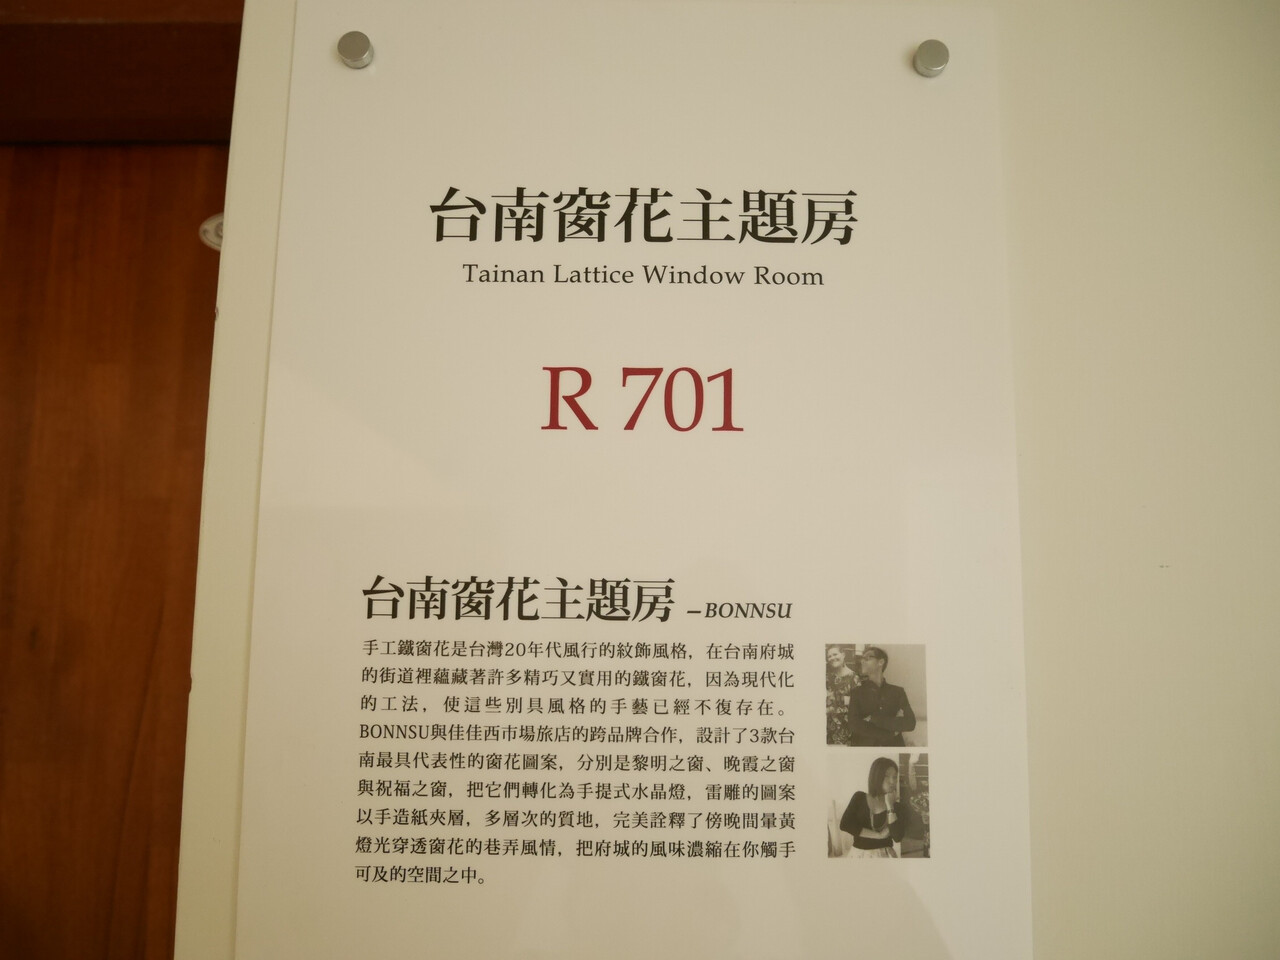 台南窗花主題房
Tainan Lattice Window Room
R 701
台南窗花主題房 –BONNSU
手工鐵窗花是台灣20年代風行的紋飾風格，在台南府城
的街道裡蘊藏著許多精巧又實用的鐵窗花，因為現代化
的工法，使這些別具風格的手藝已經不復存在。
BONNSU與佳佳西市場旅店的跨品牌合作，設計了3款台
南最具代表性的窗花圖案，分別是黎明之窗、晚霞之窗
與祝福之窗，把它們轉化為手提式水晶燈，雷雕的圖案
以手造紙夾層，多層次的質地，完美詮釋了傍晚間暈黃
燈光穿透窗花的巷弄風情，把府城的風味濃縮在你觸手
可及的空間之中。